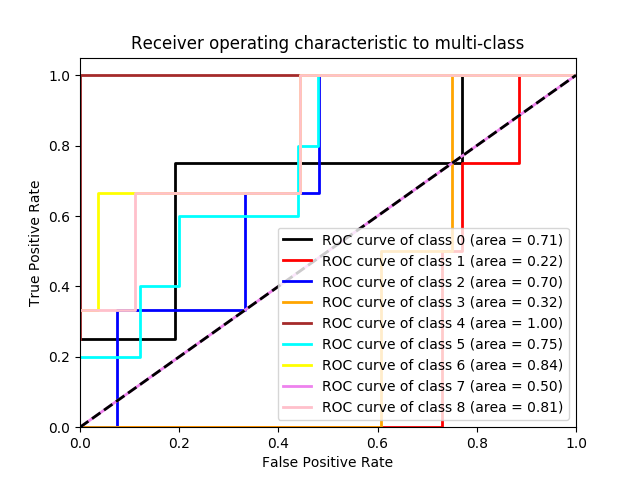 Receiver operating characteristic to multi-class
1.0
0.8
0.6
0.4
0.2
0.0
True Positive Rate
ROC curve of class 0 (area = 0.71)
ROC curve of class 1 (area = 0.22)
ROC curve of class 2 (area = 0.70)
ROC curve of class 3 (area = 0.32)
ROC curve of class 4 (area = 1.00)
ROC curve of class 5 (area = 0.75)
ROC curve of class 6 (area = 0.84)
ROC curve of class 7 (area = 0.50)
ROC curve of class 8 (area = 0.81)
0.0 0.2 0.4 0.6 0.8 1.0
False Positive Rate